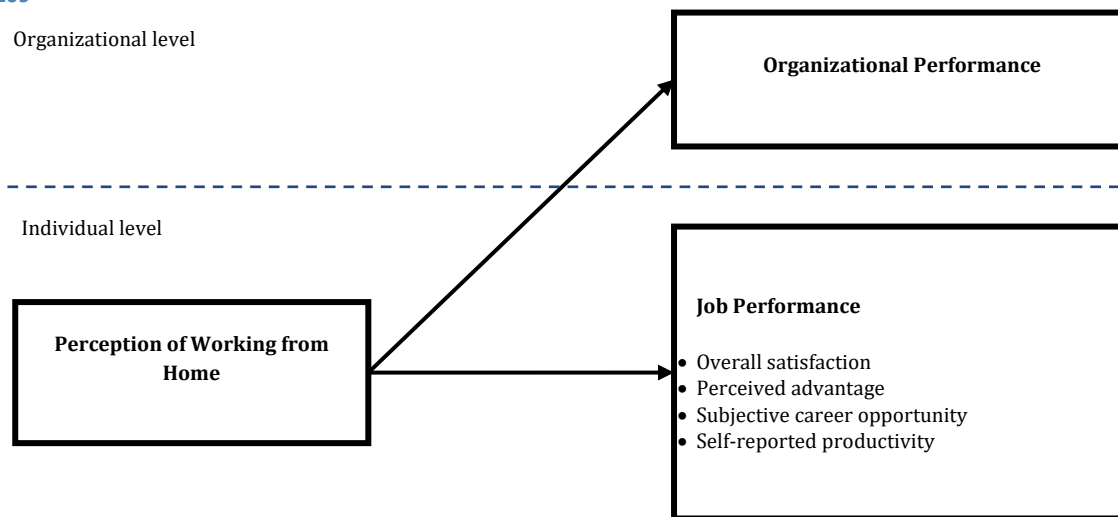 Organizational level
Organizational Performance
Individual level
Perception of Working from
Home
Job Performance
• Overall satisfaction
• Perceived advantage
• Subjective career opportunity
• Self-reported productivity